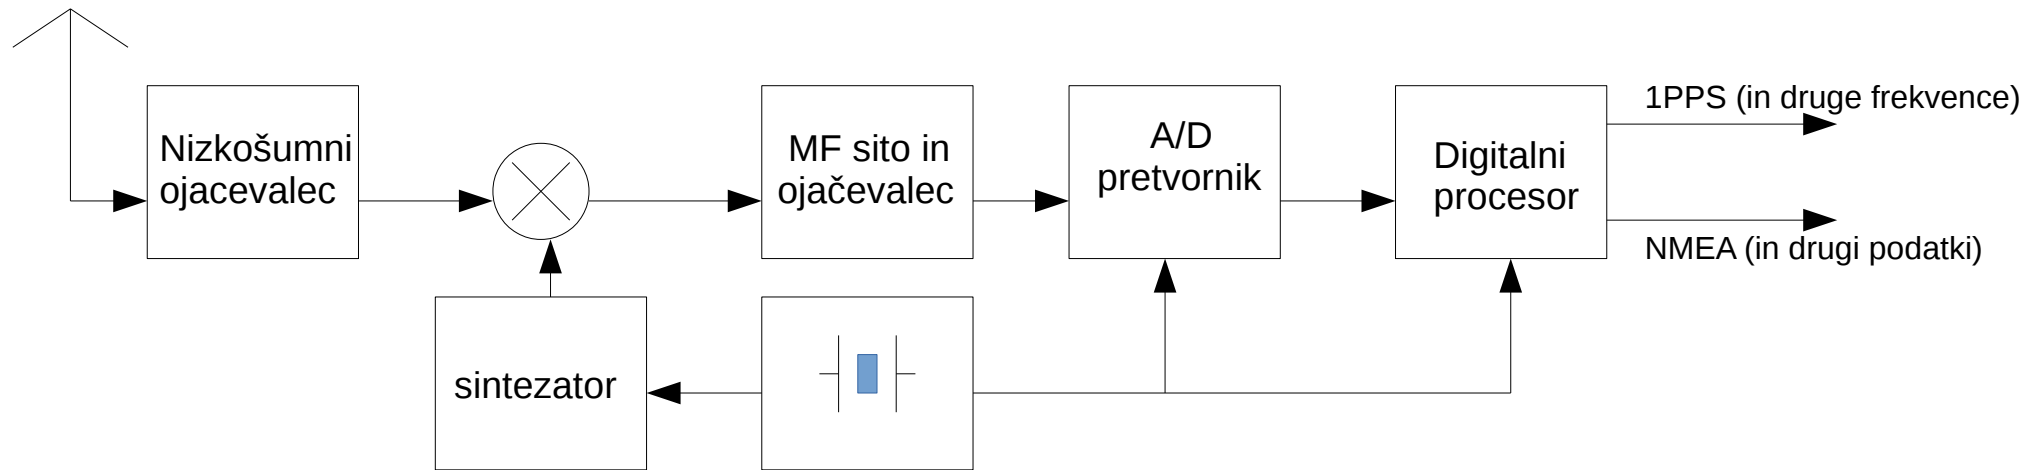 Nizkošumni
ojacevalec
MF sito in
ojačevalec
A/D
pretvornik
Digitalni
procesor
1PPS (in druge frekvence)
NMEA (in drugi podatki)
sintezator